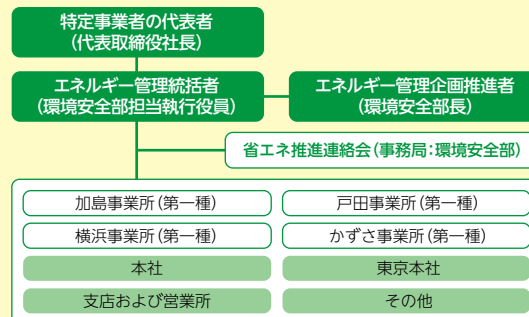 特定事業者の代表者
(代表取締役社長)
エネルギー管理統括者
(環境安全部担当執行役員)
エネルギー管理企画推進者
(環境安全部長)
省エネ推進連絡会(事務局:環境安全部)
加島事業所(第一種)
戸田事業所(第一種)
横浜事業所(第一種)
かずさ事業所(第一種)
本社
東京本社
支店および営業所
その他